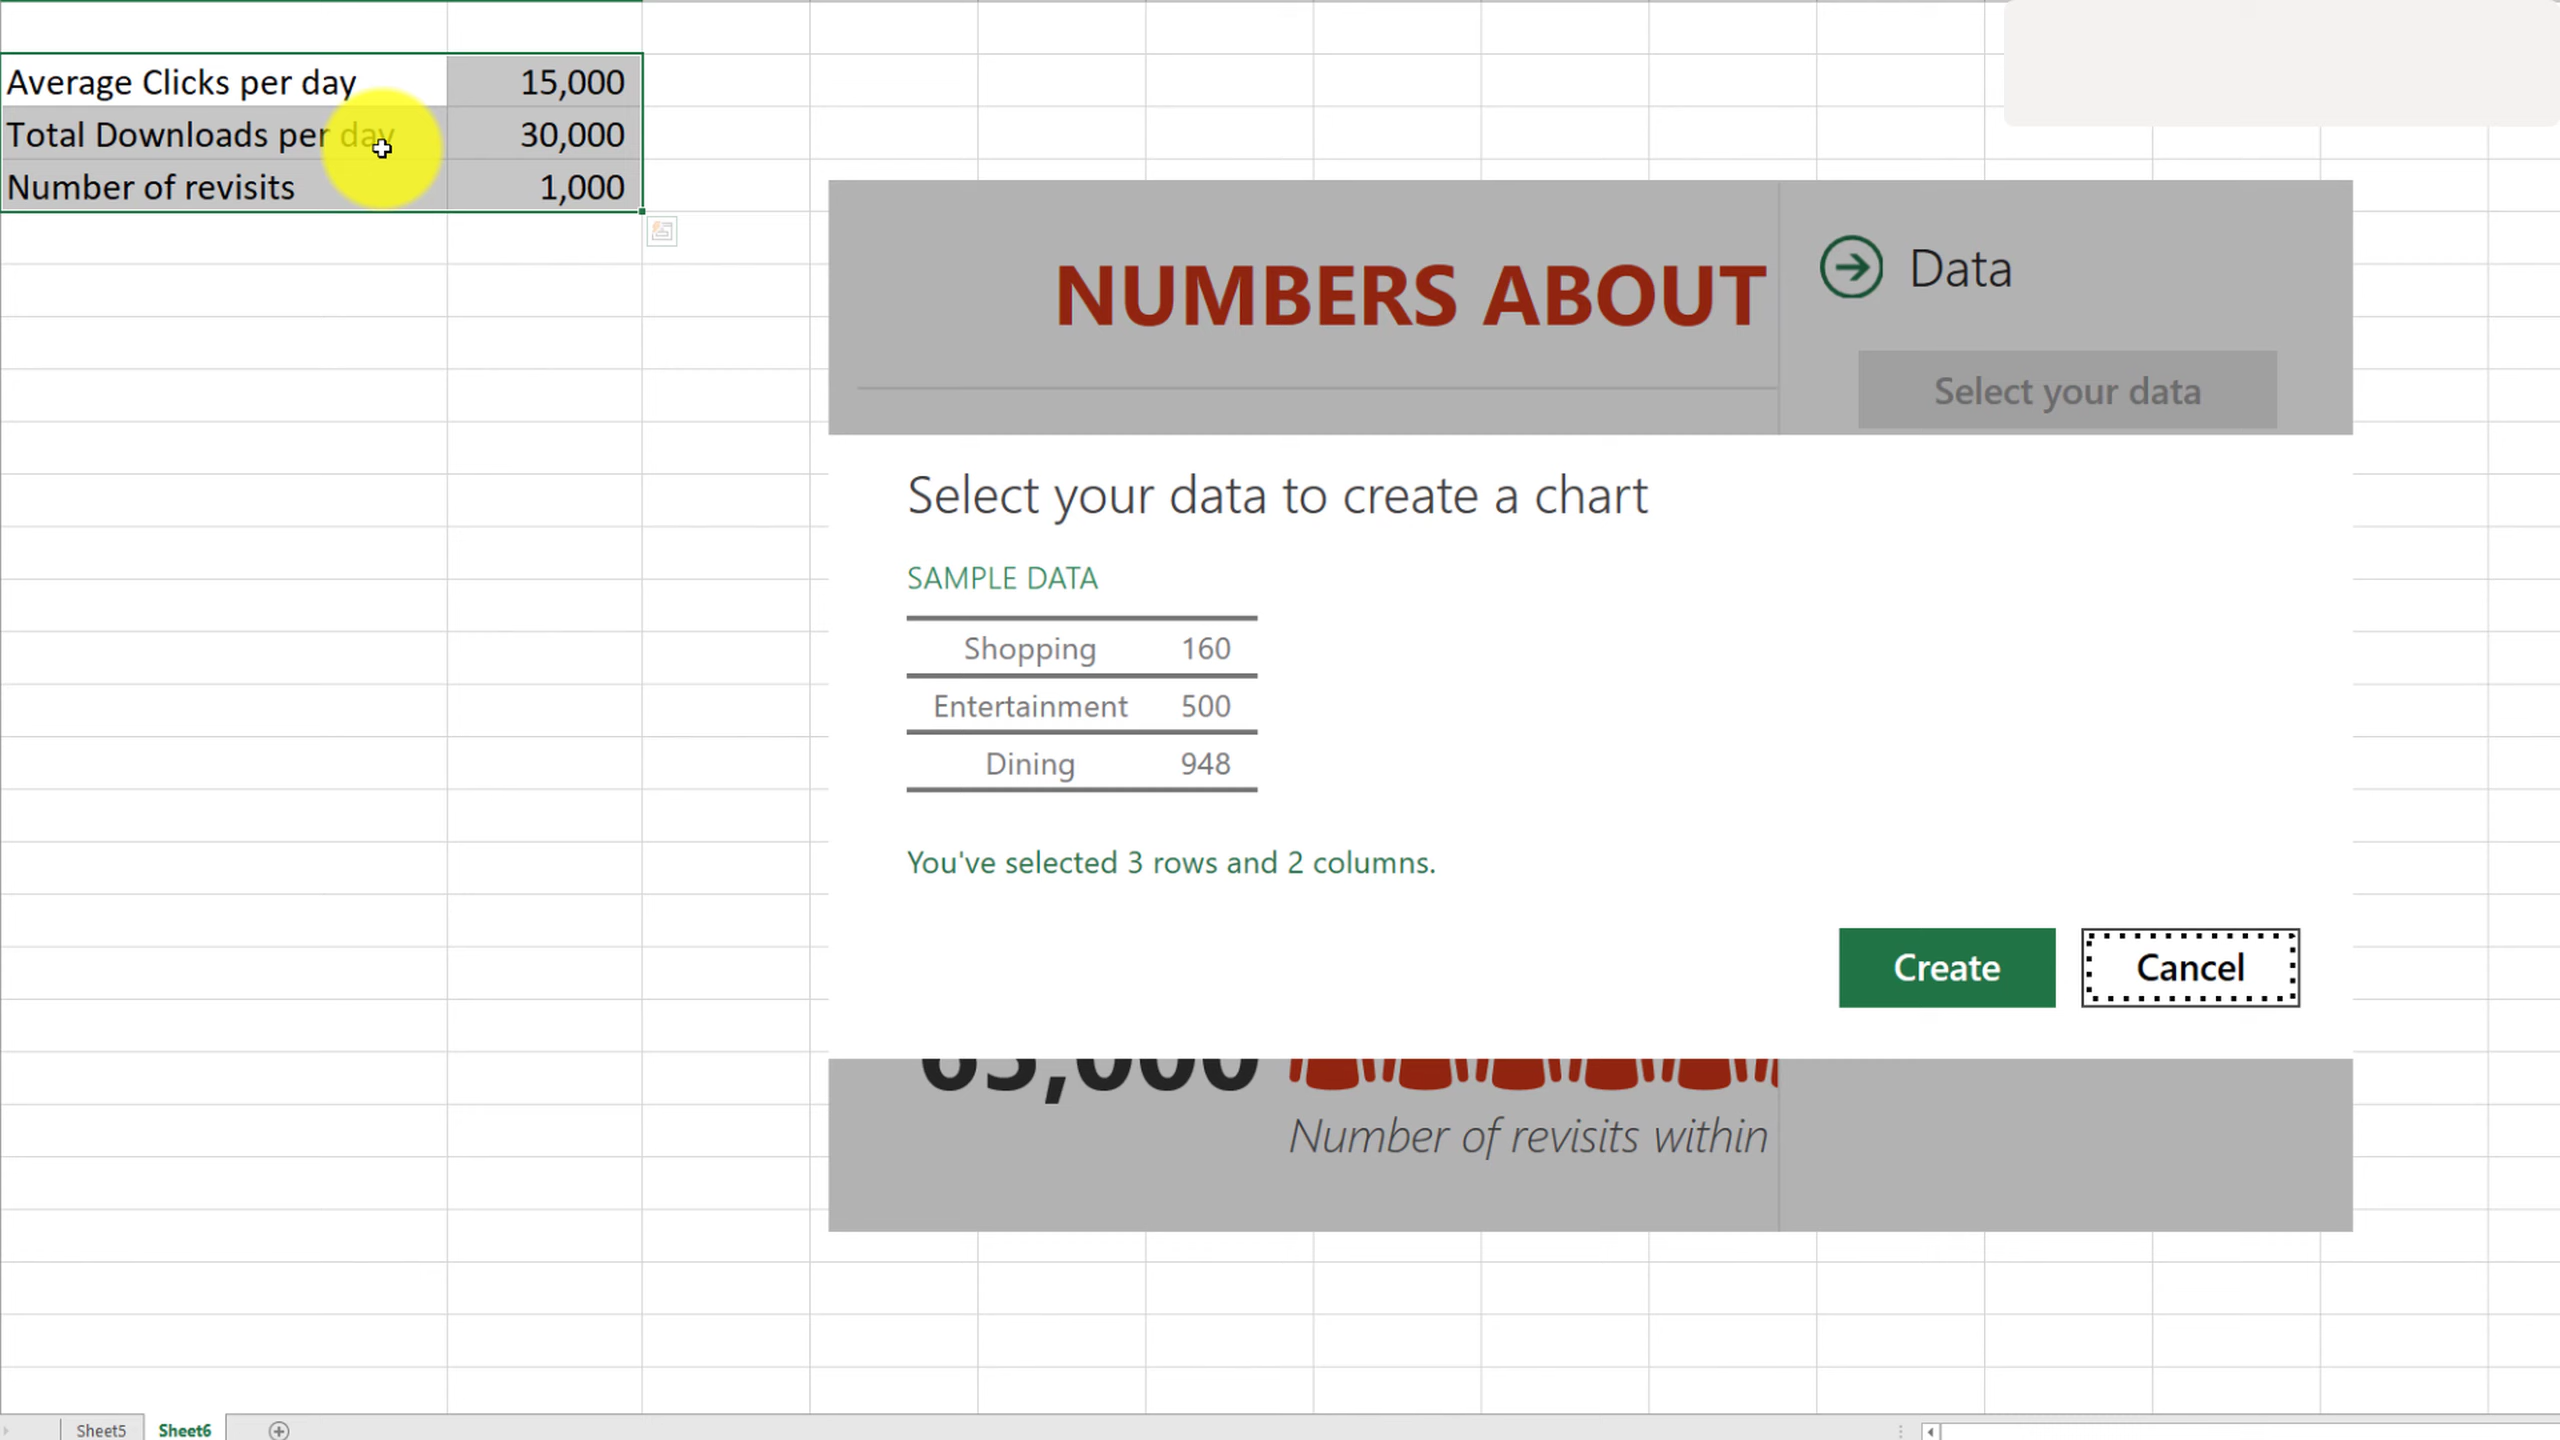 Average Clicks per day 15,000
Total Downloads per day 30,000
Number of revisits 1,000
NUMBERS ABOUT
Data
Select your data
Select your data to create a chart
SAMPLE DATA
Shopping 160
Entertainment 500
Dining 948
You've selected 3 rows and 2 columns.
Create Cancel
Number of revisits within
Sheet5 Sheet6